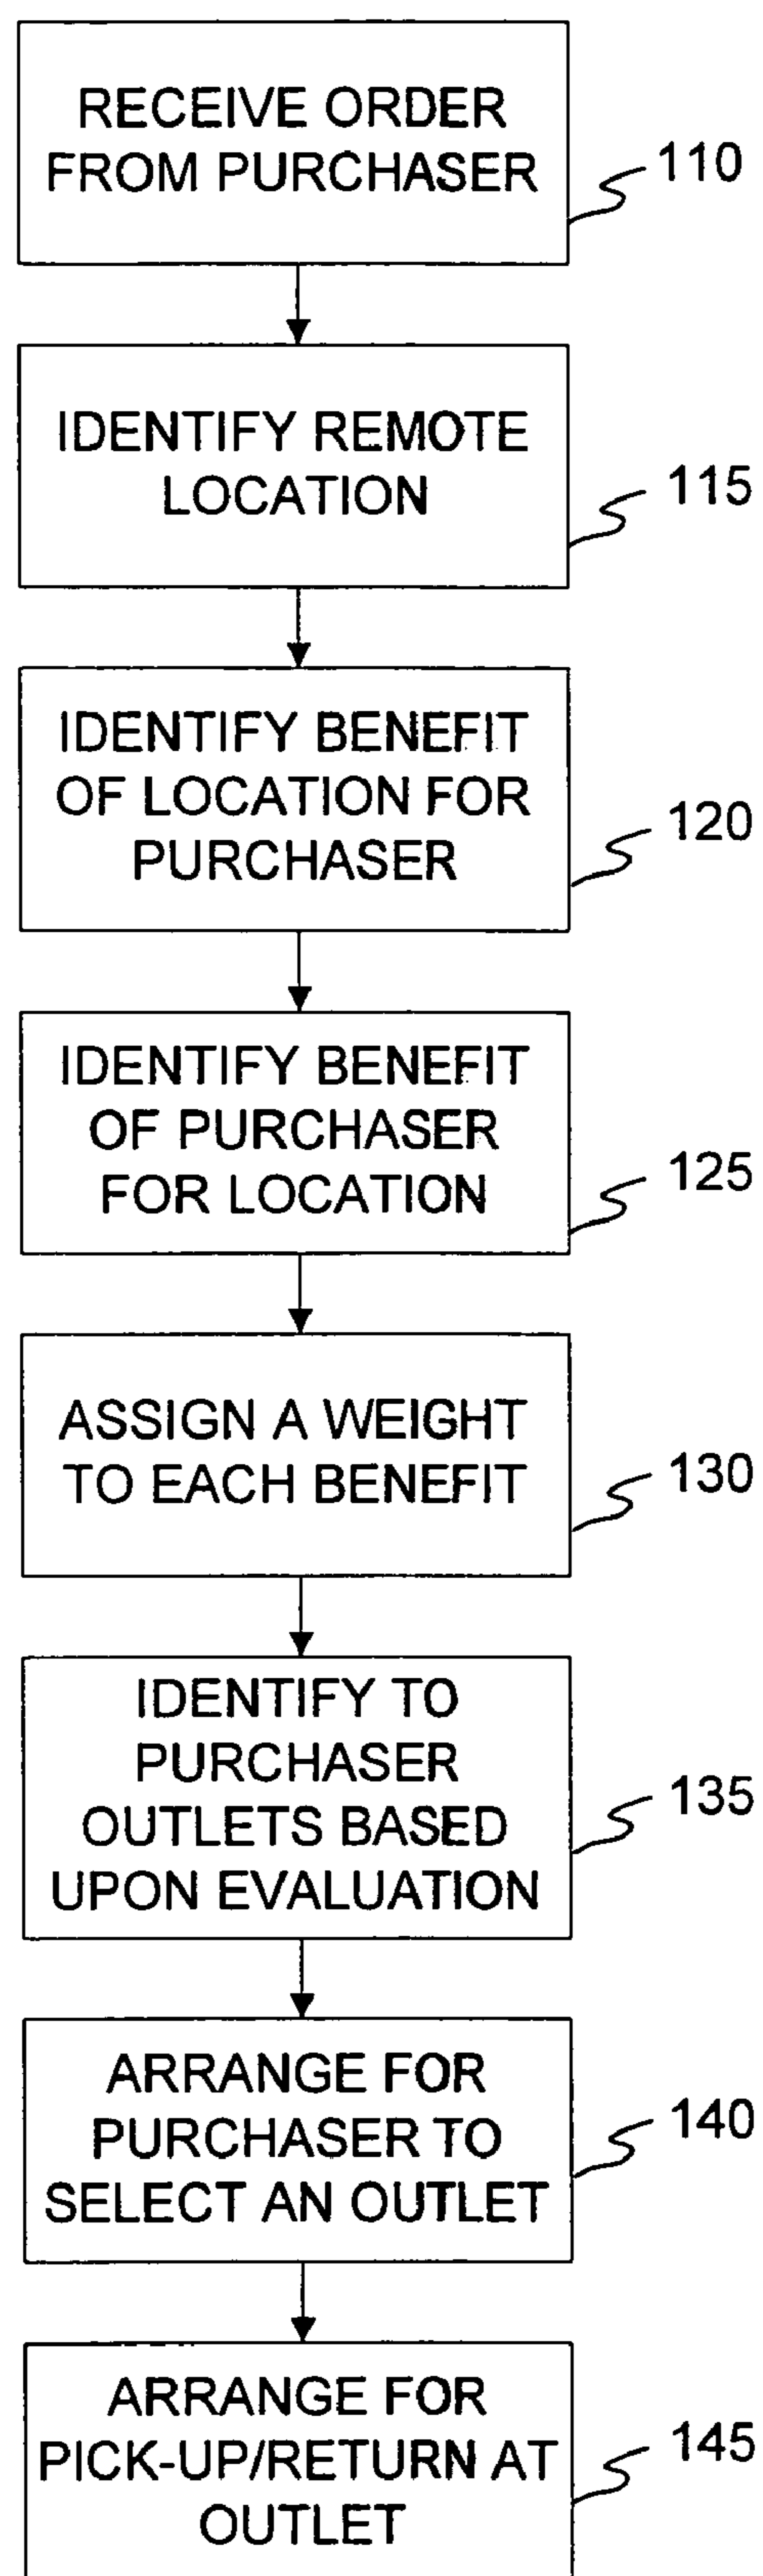 RECEIVE ORDER
FROM PURCHASER
110
IDENTIFY REMOTE
LOCATION
115
IDENTIFY BENEFIT
OF LOCATION FOR
PURCHASER
120
IDENTIFY BENEFIT
OF PURCHASER
FOR LOCATION
125
ASSIGN A WEIGHT
TO EACH BENEFIT
130
IDENTIFY TO
PURCHASER
OUTLETS BASED
UPON EVALUATION
135
ARRANGE FOR
PURCHASER TO
SELECT AN OUTLET
140
ARRANGE FOR
PICK-UP/RETURN AT
OUTLET
145